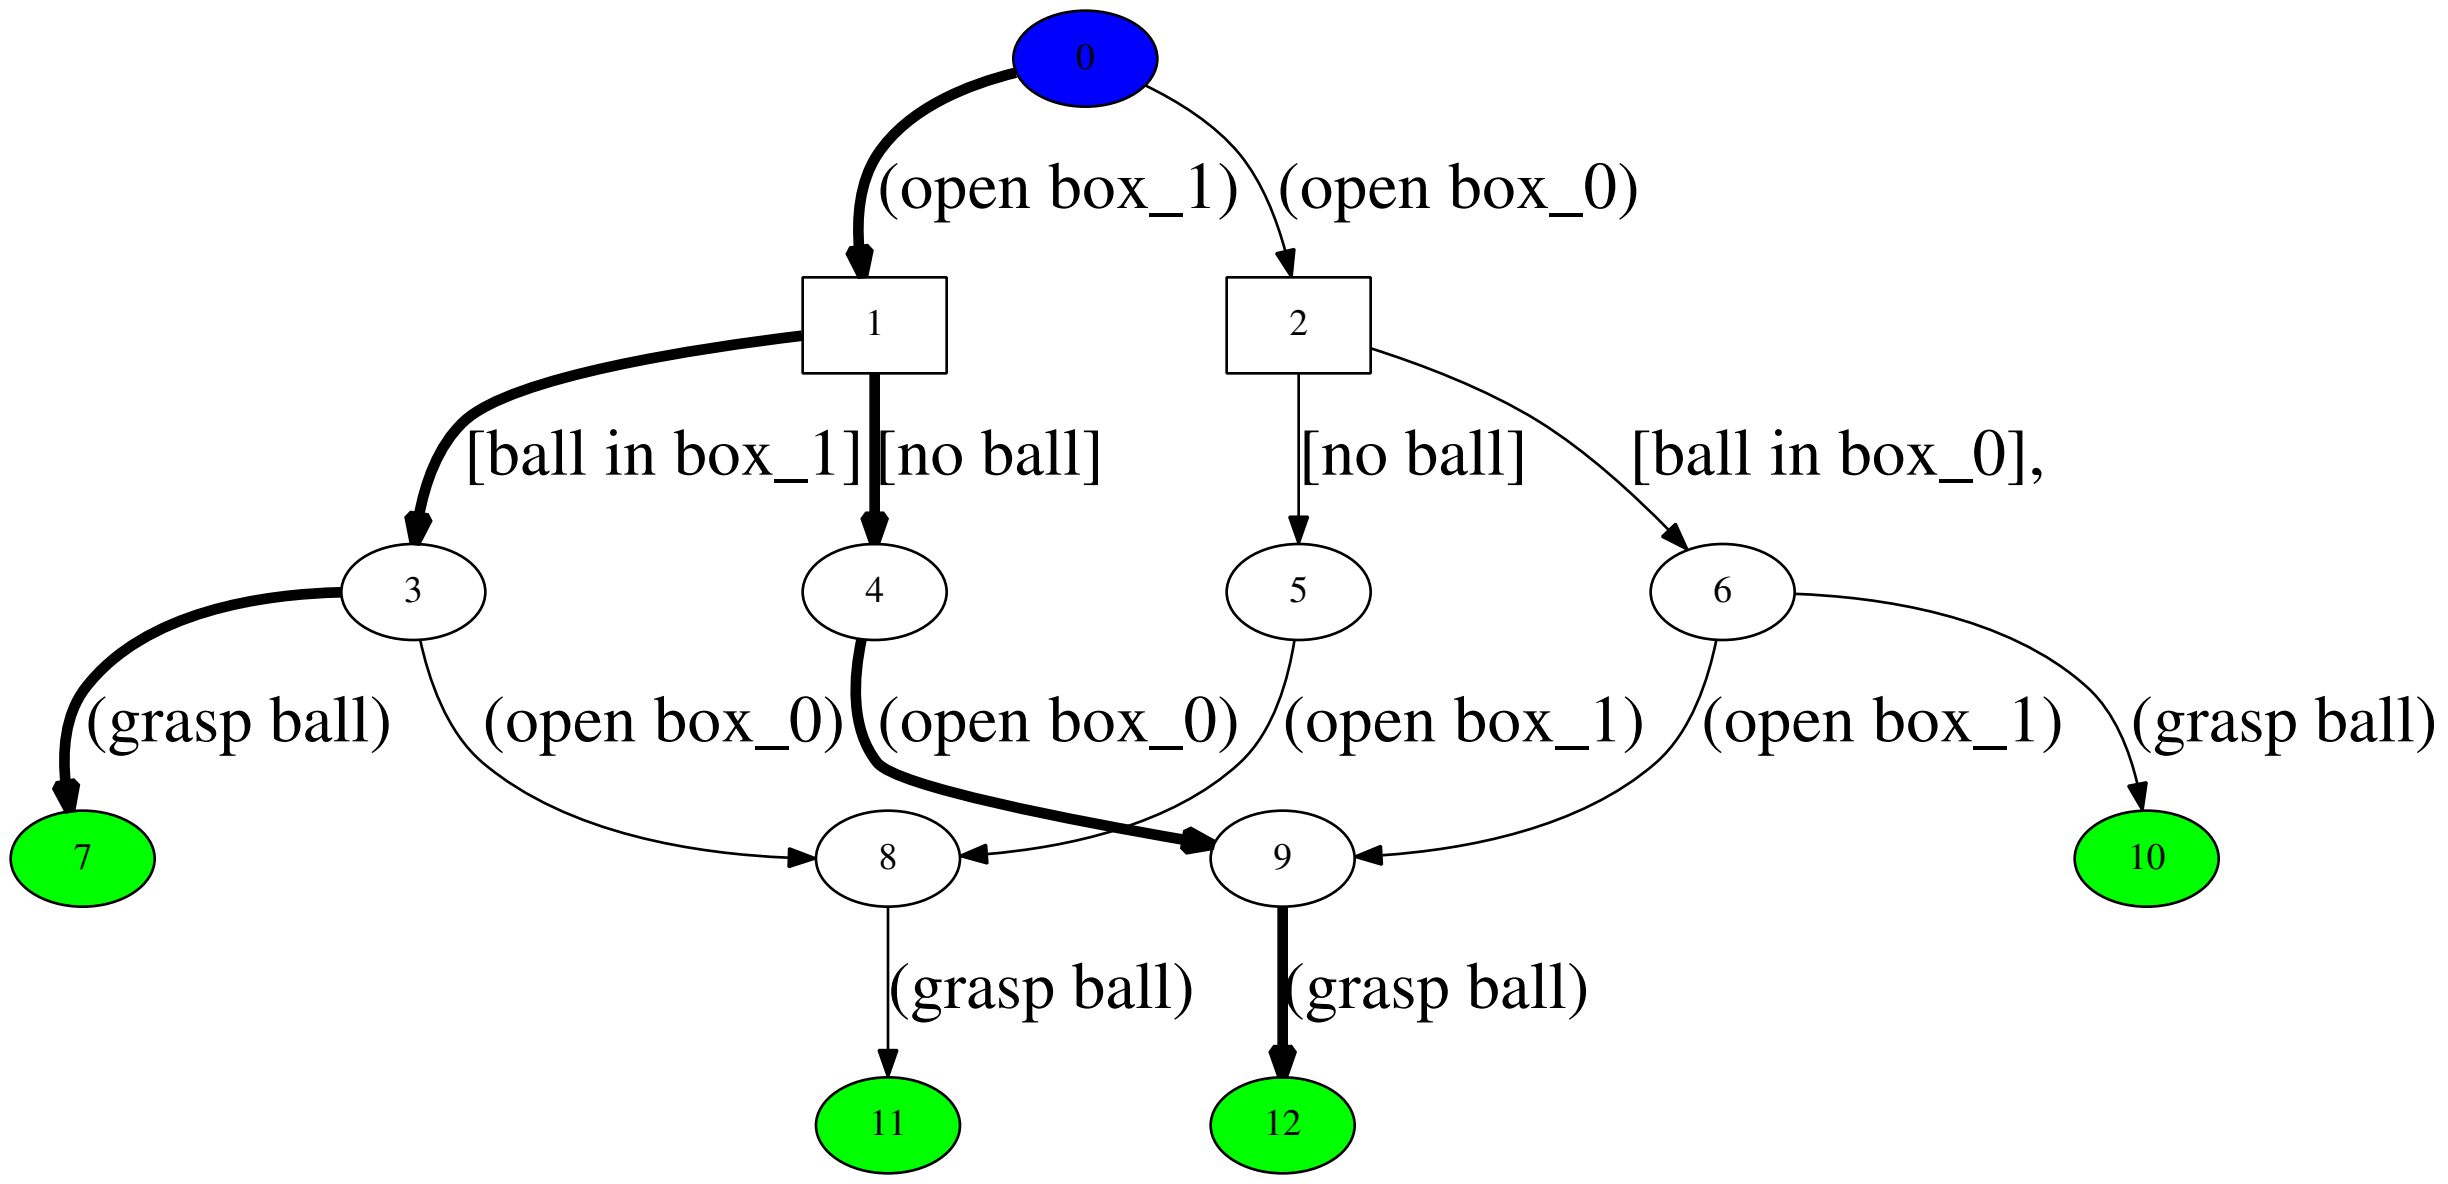 0
(open box_1) (open box_0)
1 2
[ball in box_1] [no ball] [no ball] [ball in box_0],
3 4 5 6
(grasp ball) (open box_0) (open box_0) (open box_1) (open box_1) (grasp ball)
7 8 9 10
(grasp ball) (grasp ball)
11 12